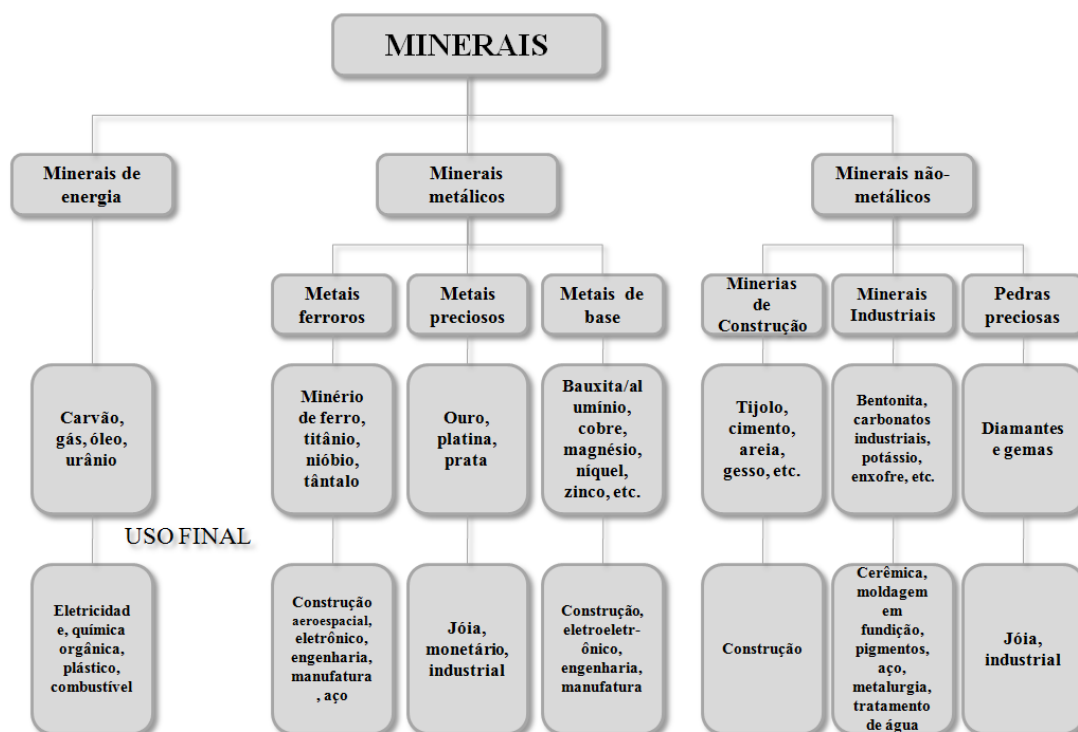 MINERAIS
Minerais de
energia
Minerais
metálicos
Minerais não-
metálicos
Metais
ferroros
Metais
preciosos
Metais de
base
Minerias
de
Construção
Minerais
Industriais
Pedras
preciosas
Carvão,
gás, óleo,
urânio
Minério
de ferro,
titânio,
nióbio,
tântalo
Ouro,
platina,
prata
Bauxita/al
umínio,
cobre,
magnésio,
níquel,
zinco, etc.
Tijolo,
cimento,
areia,
gesso, etc.
Bentonita,
carbonatos
industriais,
potássio,
enxofre, etc.
Diamantes
e gemas
USO FINAL
Eletricidad
e, química
orgânica,
plástico,
combustível
Construção
aeroespacial,
eletrônico,
engenharia,
manufatura
, aço
Jóia,
monetário,
industrial
Construção,
eletroeletr-
ônico,
engenharia,
manufatura
Construção
Cerêmica,
moldagem
em
fundição,
pigmentos,
aço,
metalurgia,
tratamento
de água
Jóia,
industrial